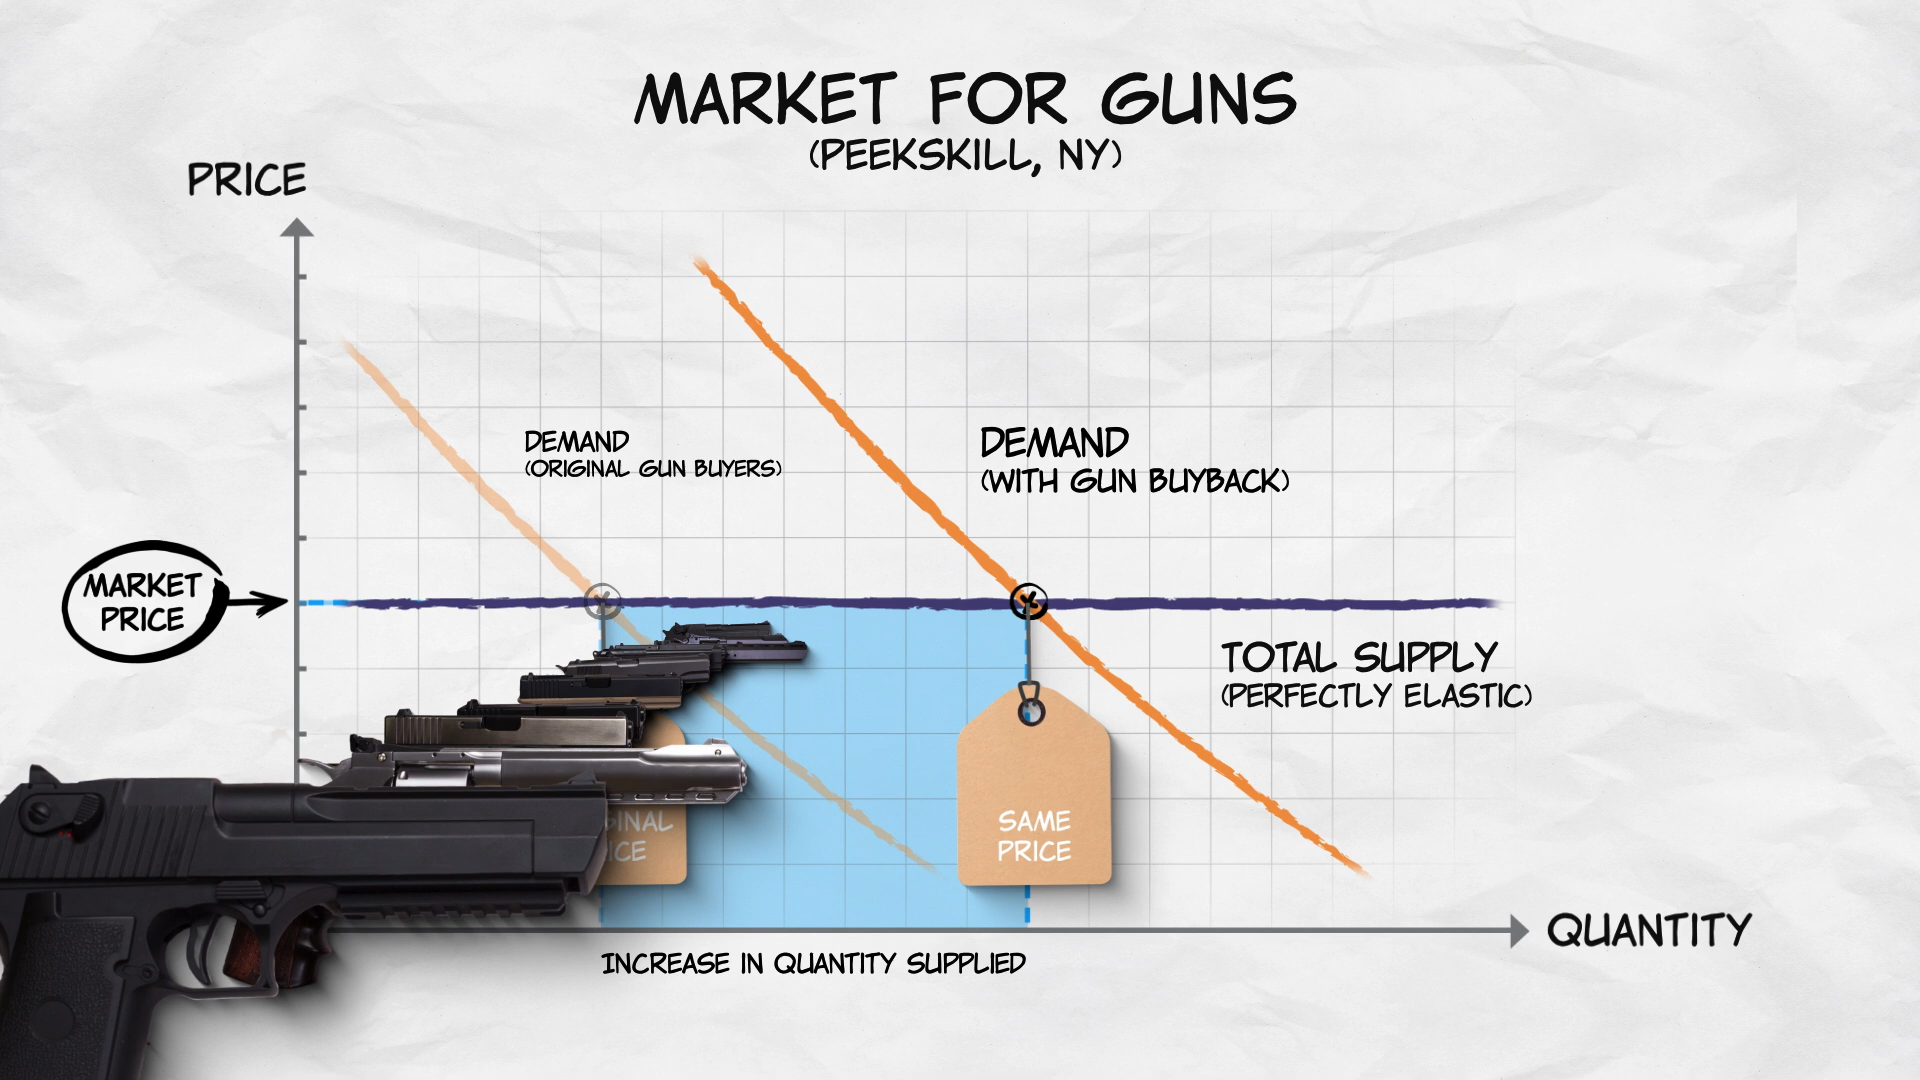 MARKET FOR GUNS
(PEEKSKILL, NY)
PRICE
DEMAND
(ORIGINAL GUN BUYERS)
DEMAND
(WITH GUN BUYBACK)
MARKET
PRICE
TOTAL SUPPLY
(PERFECTLY ELASTIC)
SAME
PRICE
QUANTITY
INCREASE IN QUANTITY SUPPLIED